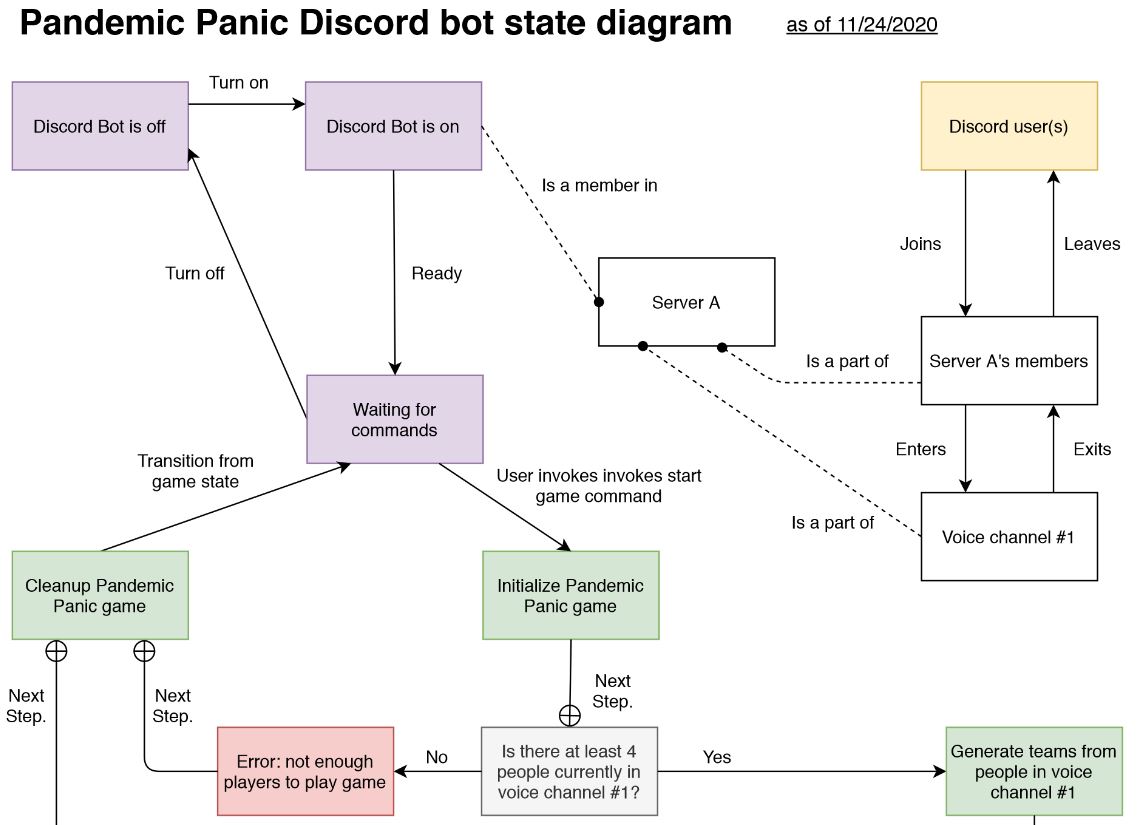 Pandemic Panic Discord bot state diagram
as of 11/24/2020
Turn on
Discord Bot is off
Discord Bot is on
Discord user(s)
Is a member in
Joins
Leaves
Turn off
Ready
Server A
Is a part of
Server A's members
Waiting for
commands
Transition from
game state
User invokes invokes start
game command
Enters
Exits
Is a part of
Voice channel #1
Cleanup Pandemic
Panic game
Initialize Pandemic
Panic game
Next
Step.
Next
Step.
Next
Step.
Error: not enough
players to play game
No
Is there at least 4
people currently in
voice channel #1?
Yes
Generate teams from
people in voice
channel #1